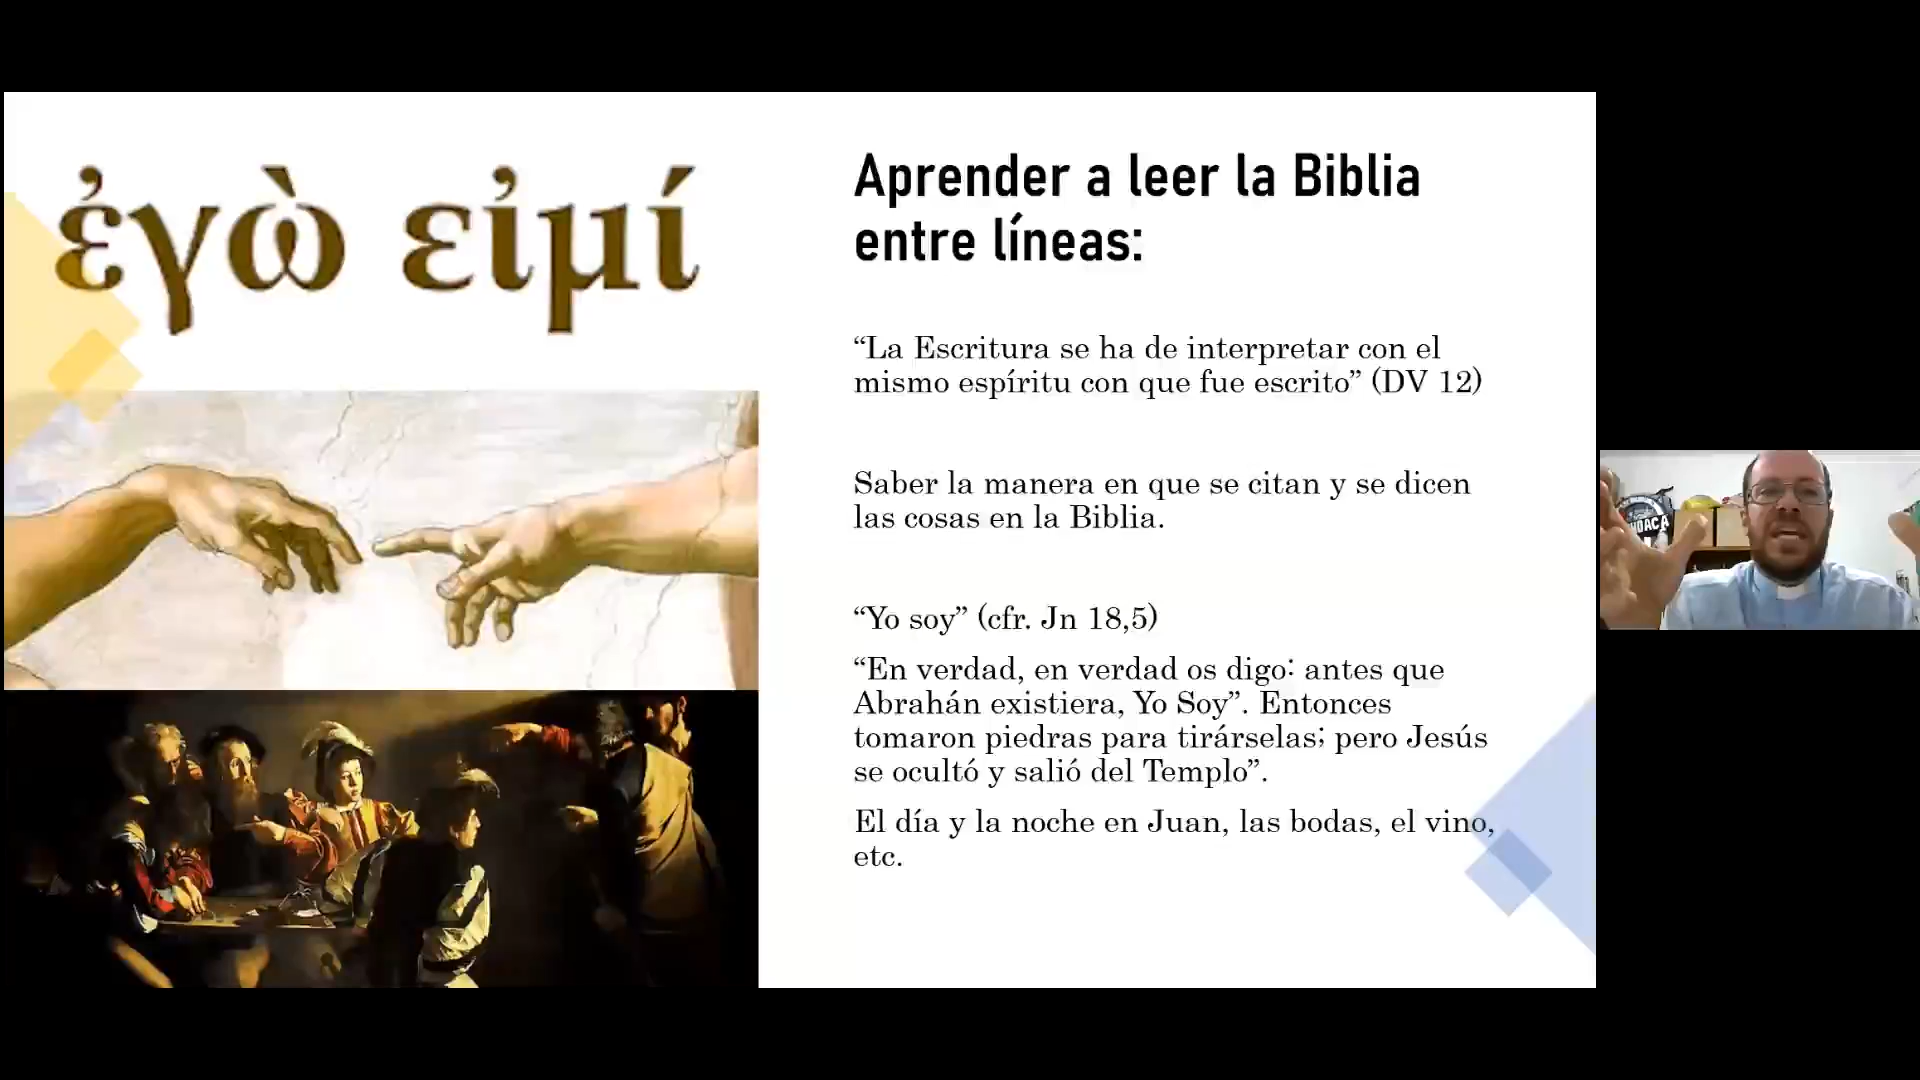 ἐγὼ εἰμί
Aprender a leer la Biblia
entre líneas:
“La Escritura se ha de interpretar con el
mismo espíritu con que fue escrito” (DV 12)
Saber la manera en que se citan y se dicen
las cosas en la Biblia.
“Yo soy” (cfr. Jn 18,5)
“En verdad, en verdad os digo: antes que
Abrahán existiera, Yo Soy”. Entonces
tomaron piedras para tirárselas; pero Jesús
se ocultó y salió del Templo”.
El día y la noche en Juan, las bodas, el vino,
etc.